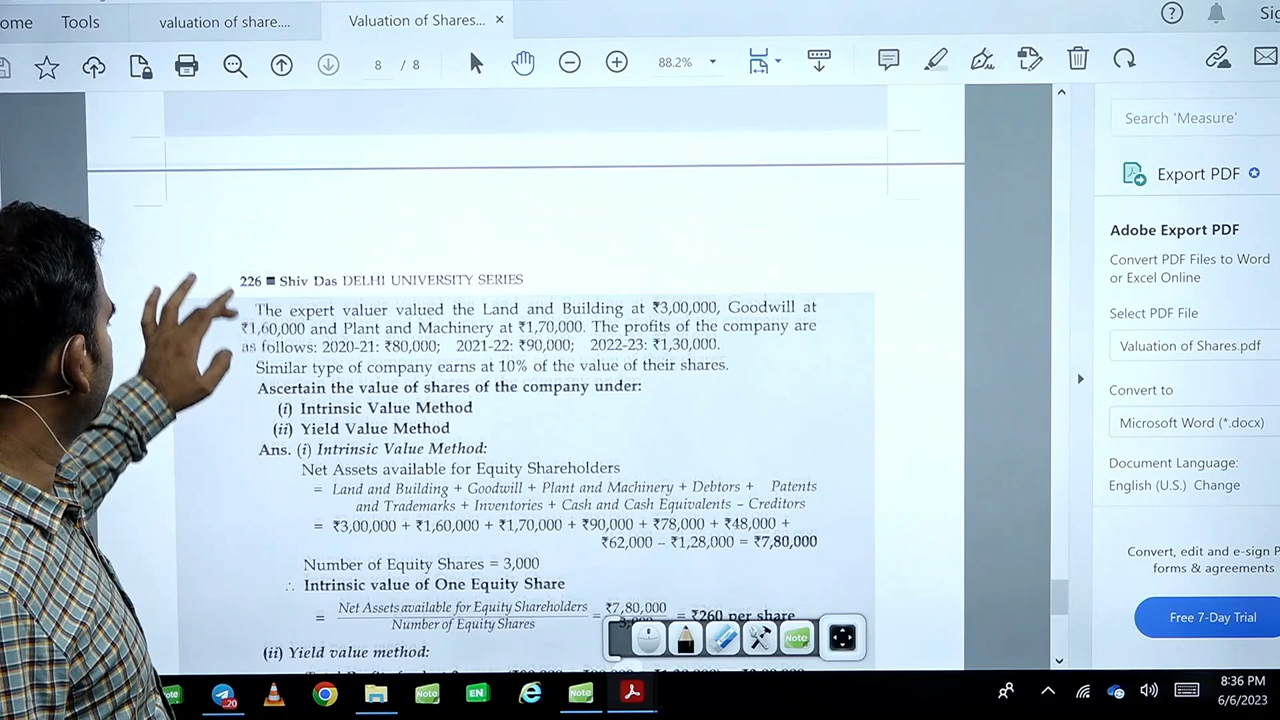 ome Tools valuation of share.... Valuation of Shares... × ? Sig
8 / 8 88.2%
Search 'Measure'
Export PDF
Adobe Export PDF
Convert PDF Files to Word
or Excel Online
Select PDF File
Valuation of Shares.pdf
Convert to
Microsoft Word (*.docx)
Document Language:
English (U.S.) Change
Convert, edit and e-sign P
forms & agreements
Free 7-Day Trial
226 ■ Shiv Das DELHI UNIVERSITY SERIES
The expert valuer valued the Land and Building at ₹3,00,000, Goodwill at
₹1,60,000 and Plant and Machinery at ₹1,70,000. The profits of the company are
as follows: 2020-21: ₹80,000; 2021-22: ₹90,000; 2022-23: ₹1,30,000.
Similar type of company earns at 10% of the value of their shares.
Ascertain the value of shares of the company under:
(i) Intrinsic Value Method
(ii) Yield Value Method
Ans. (i) Intrinsic Value Method:
Net Assets available for Equity Shareholders
= Land and Building + Goodwill + Plant and Machinery + Debtors + Patents
and Trademarks + Inventories + Cash and Cash Equivalents – Creditors
= ₹3,00,000 + ₹1,60,000 + ₹1,70,000 + ₹90,000 + ₹78,000 + ₹48,000 +
₹62,000 – ₹1,28,000 = ₹7,80,000
Number of Equity Shares = 3,000
∴ Intrinsic value of One Equity Share
= Net Assets available for Equity Shareholders = ₹7,80,000 = ₹260 per share
Number of Equity Shares
Note
(ii) Yield value method:
ote 20 Note EN Note
8:36 PM
6/6/2023